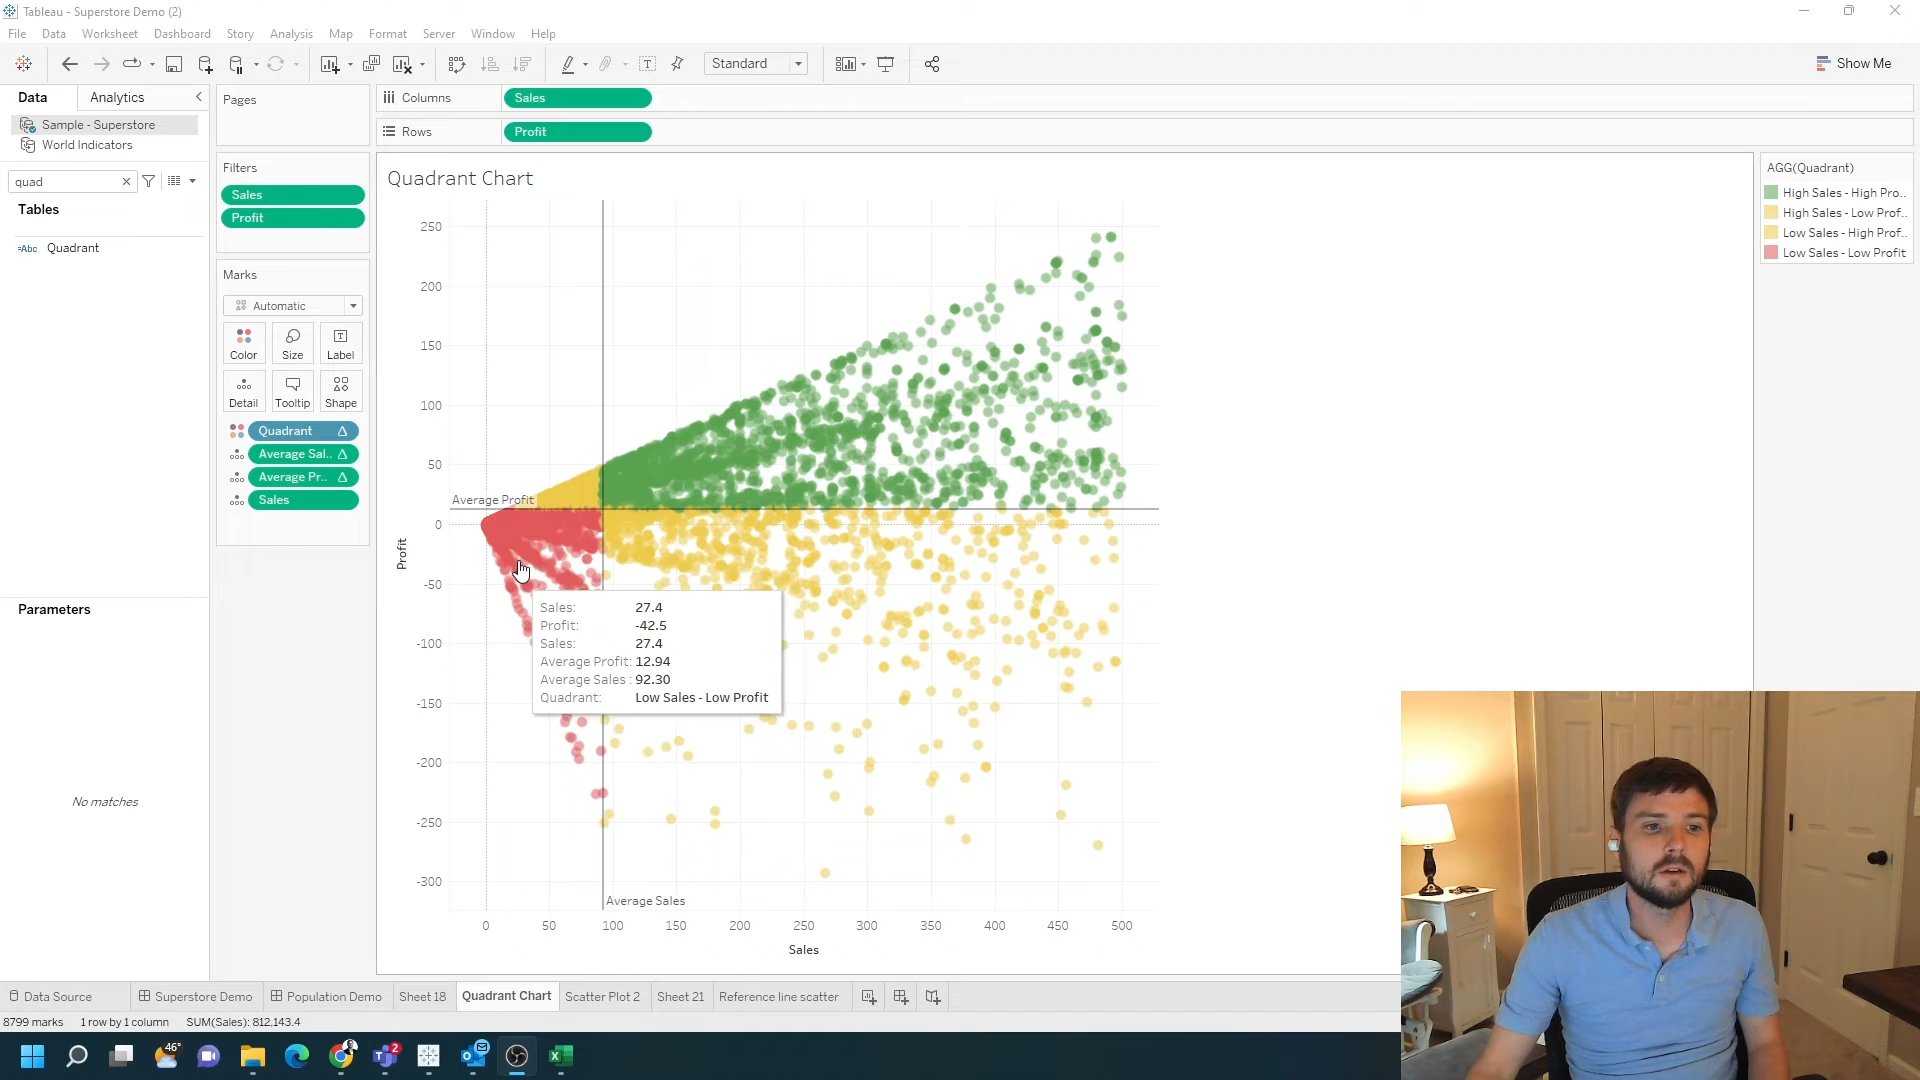 Tableau - Superstore Demo (2)
File Data Worksheet Dashboard Story Analysis Map Format Server Window Help
Standard
Show Me
Data Analytics
Sample - Superstore
World Indicators
quad
Tables
=Abc Quadrant
Parameters
No matches
Pages
Filters
Sales
Profit
Marks
Automatic
Color Size Label
Detail Tooltip Shape
Quadrant
Average Sal..
Average Pr..
Sales
Columns Sales
Rows Profit
Quadrant Chart
250
200
150
100
50
0
-50
-100
-150
-200
-250
-300
Profit
Average Profit
Sales: 27.4
Profit: -42.5
Sales: 27.4
Average Profit: 12.94
Average Sales : 92.30
Quadrant: Low Sales - Low Profit
Average Sales
0 50 100 150 200 250 300 350 400 450 500
Sales
AGG(Quadrant)
High Sales - High Pro..
High Sales - Low Prof..
Low Sales - High Prof..
Low Sales - Low Profit
Data Source Superstore Demo Population Demo Sheet 18 Quadrant Chart Scatter Plot 2 Sheet 21 Reference line scatter
8799 marks 1 row by 1 column SUM(Sales): 812,143.4
46°
2